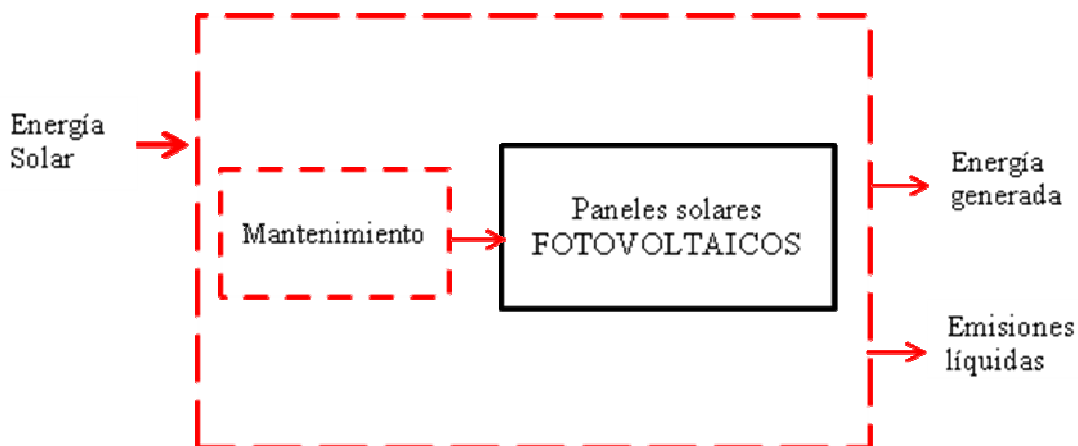 Energía
Solar
Mantenimiento
Paneles solares
FOTOVOLTAICOS
Energía
generada
Emisiones
líquidas